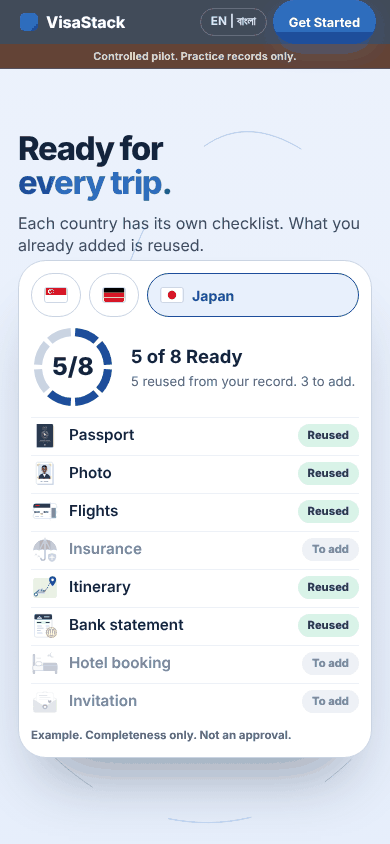 VisaStack
EN | বাংলা
Get Started
Controlled pilot. Practice records only.
Ready for
every trip.
Each country has its own checklist. What you
already added is reused.
Japan
5/8
5 of 8 Ready
5 reused from your record. 3 to add.
Passport
Reused
Photo
Reused
Flights
Reused
Insurance
To add
Itinerary
Reused
Bank statement
Reused
Hotel booking
To add
Invitation
To add
Example. Completeness only. Not an approval.